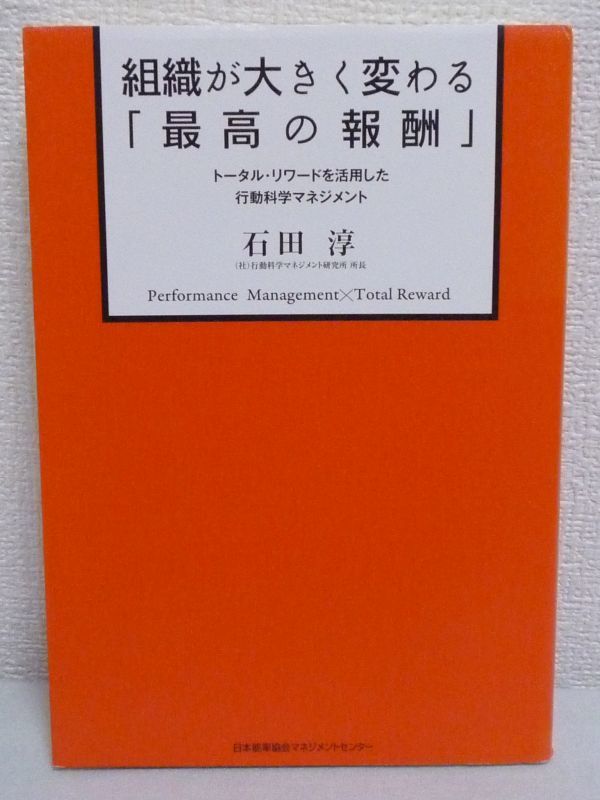 組織が大きく変わる
「最高の報酬」
トータル・リワードを活用した
行動科学マネジメント
石田 淳
(社)行動科学マネジメント研究所 所長
Performance Management×Total Reward
日本能率協会マネジメントセンター